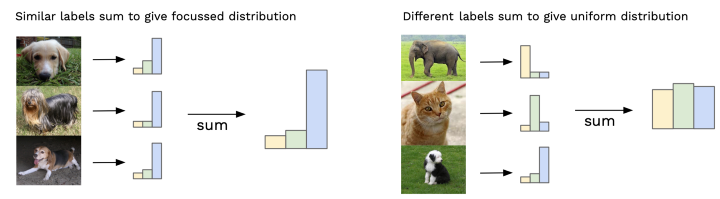 Similar labels sum to give focussed distribution
Different labels sum to give uniform distribution
sum
sum